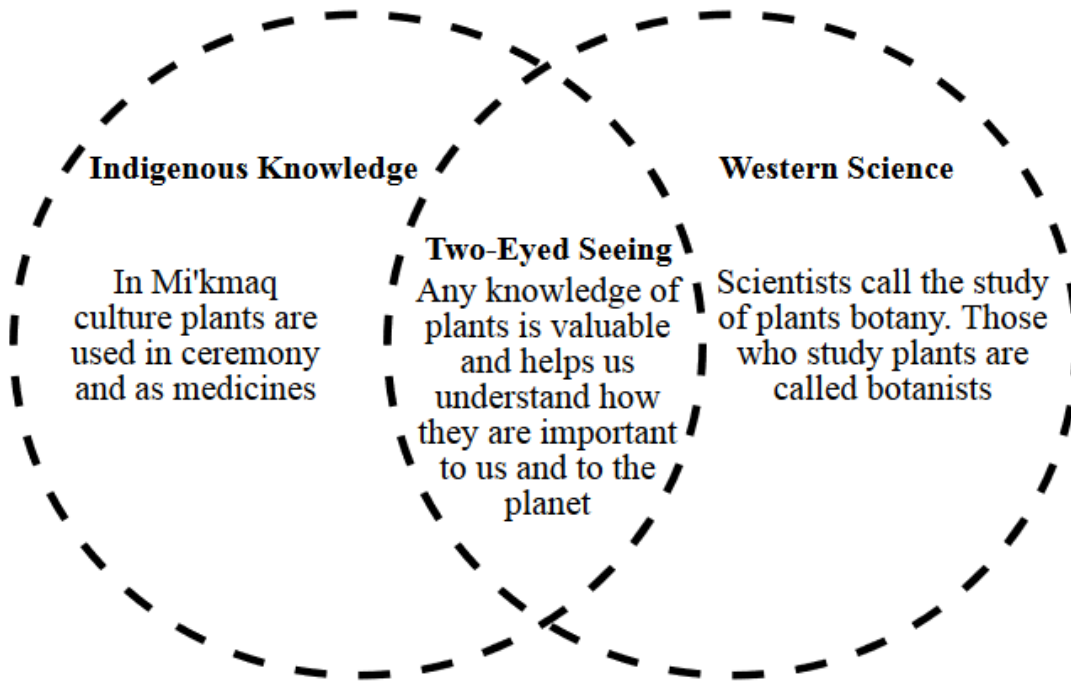 Indigenous Knowledge
In Mi'kmaq
culture plants are
used in ceremony
and as medicines
Two-Eyed Seeing
Any knowledge of
plants is valuable
and helps us
understand how
they are important
to us and to the
planet
Western Science
Scientists call the study
of plants botany. Those
who study plants are
called botanists